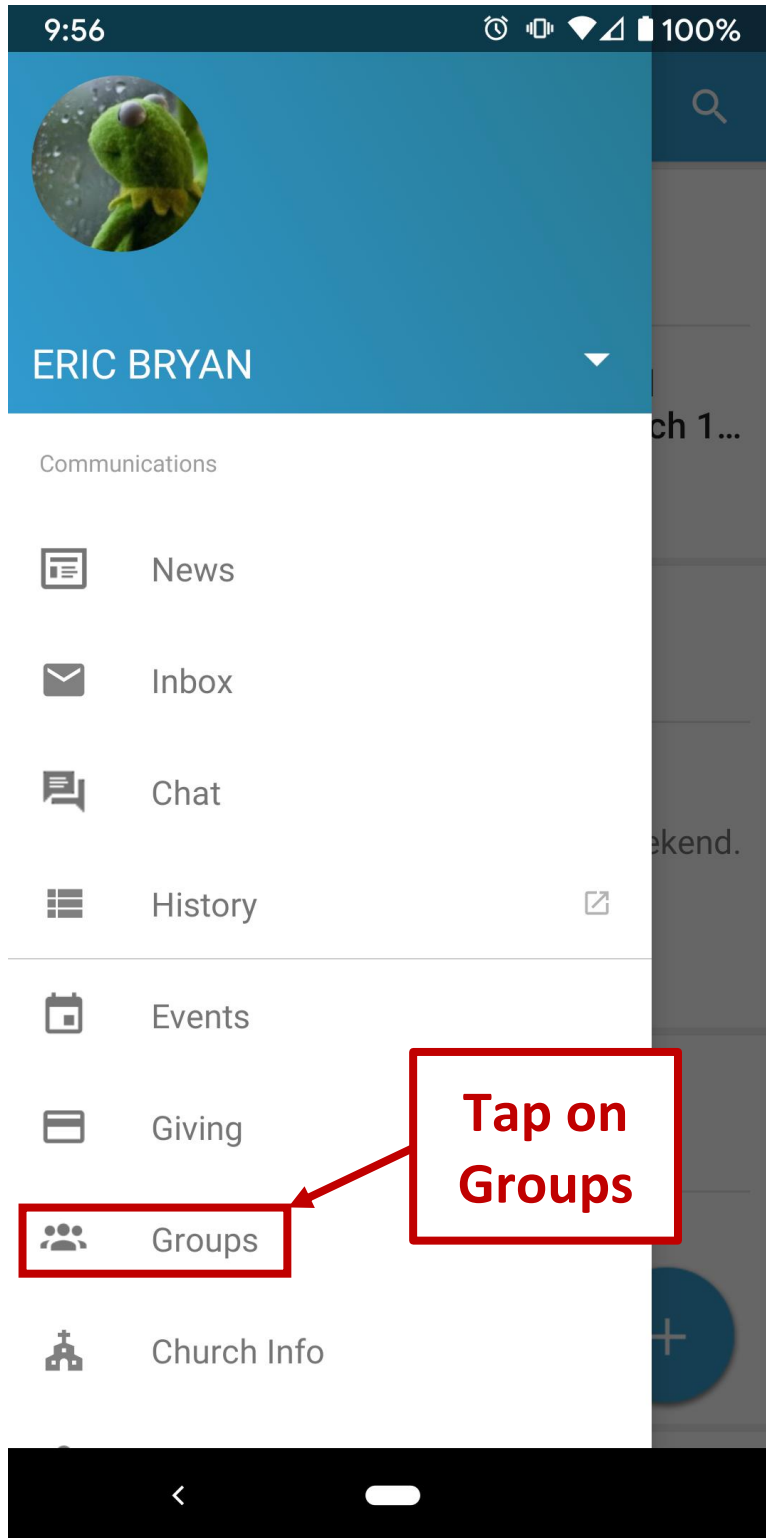 9:56
100%
ERIC BRYAN
ch 1...
Communications
News
Inbox
Chat
ekend.
History
Events
Giving
Tap on
Groups
Groups
Church Info